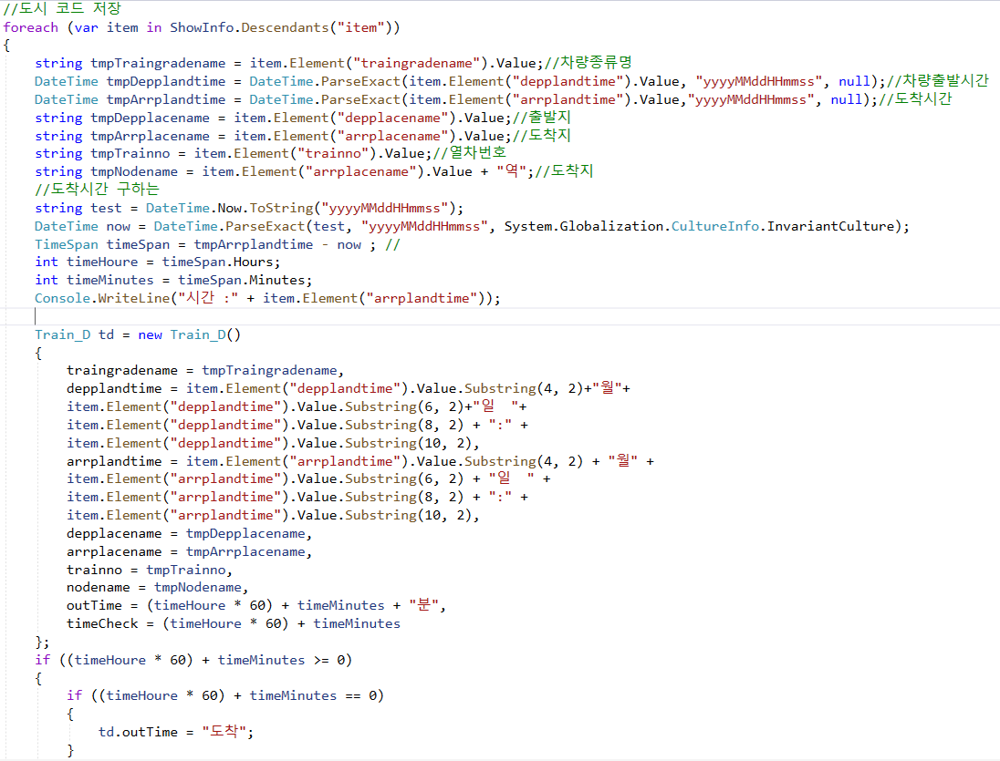 //도시 코드 저장
foreach (var item in ShowInfo.Descendants("item"))
{
string tmpTraingradename = item.Element("traingradename").Value;//차량종류명
DateTime tmpDepplandtime = DateTime.ParseExact(item.Element("depplandtime").Value, "yyyyMMddHHmmss", null);//차량출발시간
DateTime tmpArrplandtime = DateTime.ParseExact(item.Element("arrplandtime").Value,"yyyyMMddHHmmss", null);//도착시간
string tmpDepplacename = item.Element("depplacename").Value;//출발지
string tmpArrplacename = item.Element("arrplacename").Value;//도착지
string tmpTrainno = item.Element("trainno").Value;//열차번호
string tmpNodename = item.Element("arrplacename").Value + "역";//도착지
//도착시간 구하는
string test = DateTime.Now.ToString("yyyyMMddHHmmss");
DateTime now = DateTime.ParseExact(test, "yyyyMMddHHmmss", System.Globalization.CultureInfo.InvariantCulture);
TimeSpan timeSpan = tmpArrplandtime - now ; //
int timeHoure = timeSpan.Hours;
int timeMinutes = timeSpan.Minutes;
Console.WriteLine("시간 :" + item.Element("arrplandtime"));
Train_D td = new Train_D()
{
traingradename = tmpTraingradename,
depplandtime = item.Element("depplandtime").Value.Substring(4, 2)+"월"+
item.Element("depplandtime").Value.Substring(6, 2)+"일  "+
item.Element("depplandtime").Value.Substring(8, 2) + ":" +
item.Element("depplandtime").Value.Substring(10, 2),
arrplandtime = item.Element("arrplandtime").Value.Substring(4, 2) + "월" +
item.Element("arrplandtime").Value.Substring(6, 2) + "일  " +
item.Element("arrplandtime").Value.Substring(8, 2) + ":" +
item.Element("arrplandtime").Value.Substring(10, 2),
depplacename = tmpDepplacename,
arrplacename = tmpArrplacename,
trainno = tmpTrainno,
nodename = tmpNodename,
outTime = (timeHoure * 60) + timeMinutes + "분",
timeCheck = (timeHoure * 60) + timeMinutes
};
if ((timeHoure * 60) + timeMinutes >= 0)
{
if ((timeHoure * 60) + timeMinutes == 0)
{
td.outTime = "도착";
}